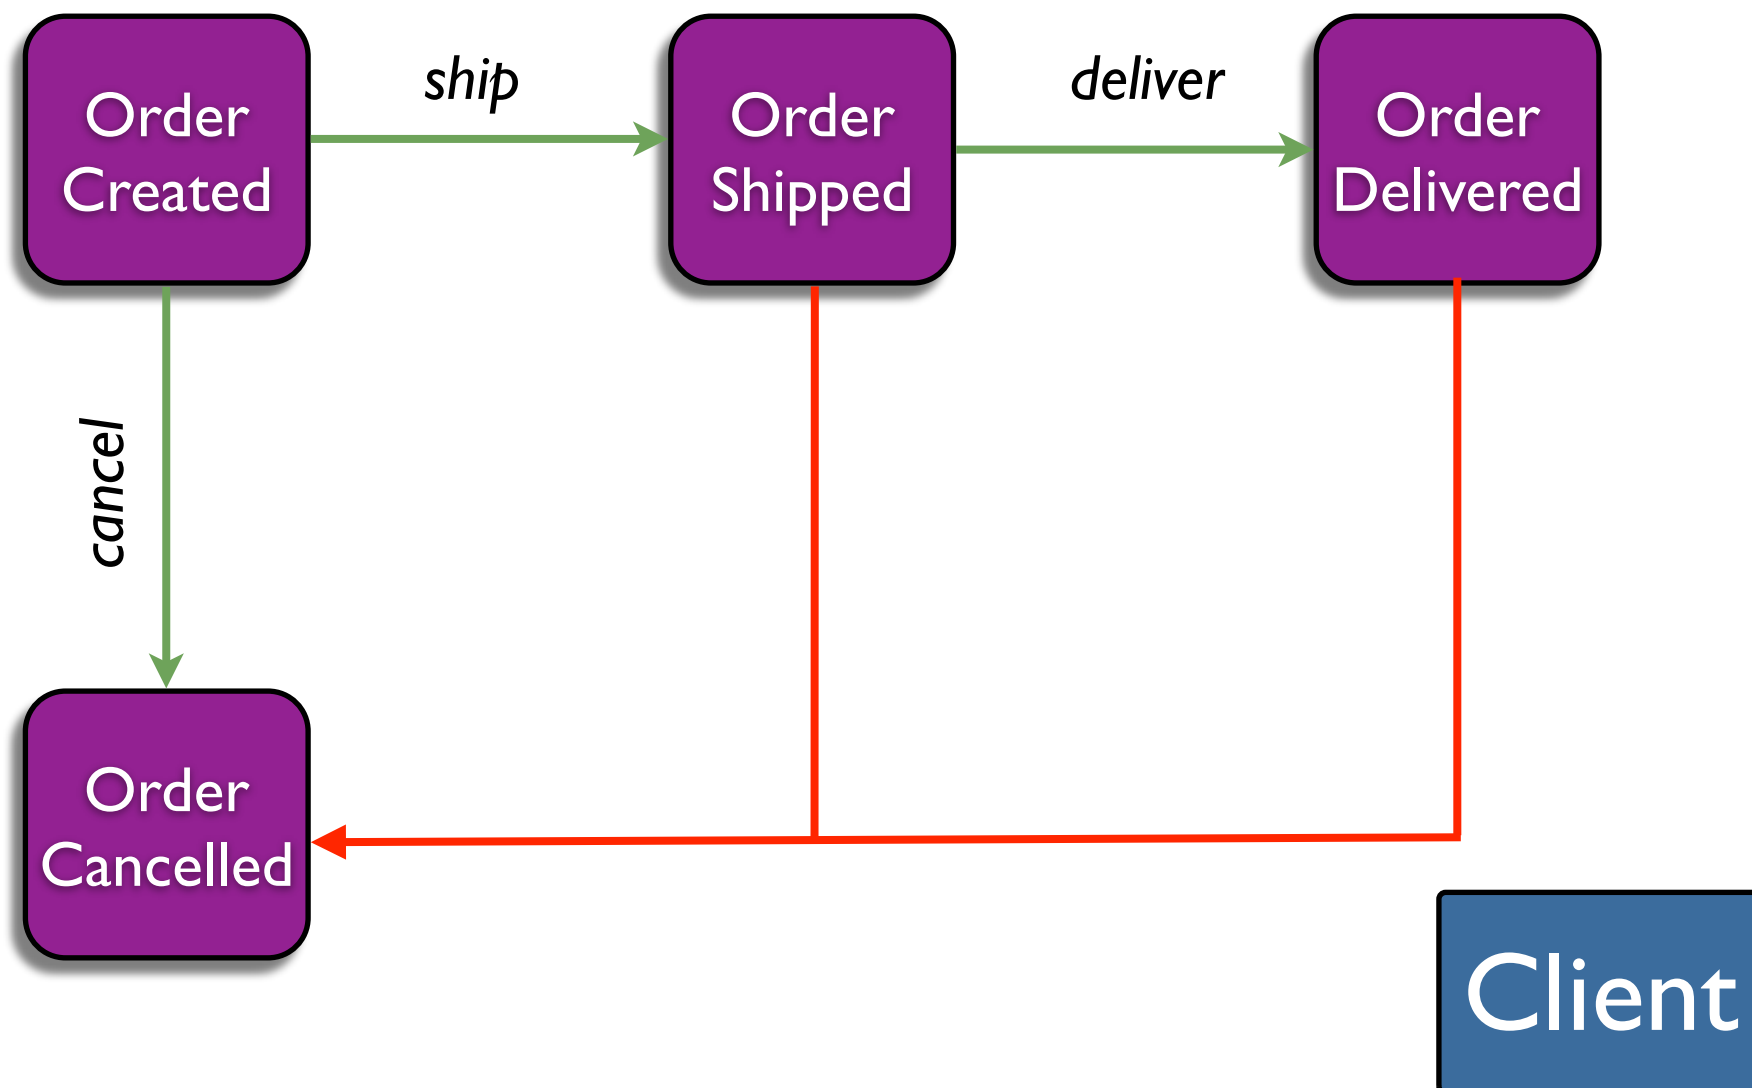 Order
Created
ship
Order
Shipped
deliver
Order
Delivered
cancel
Order
Cancelled
Client